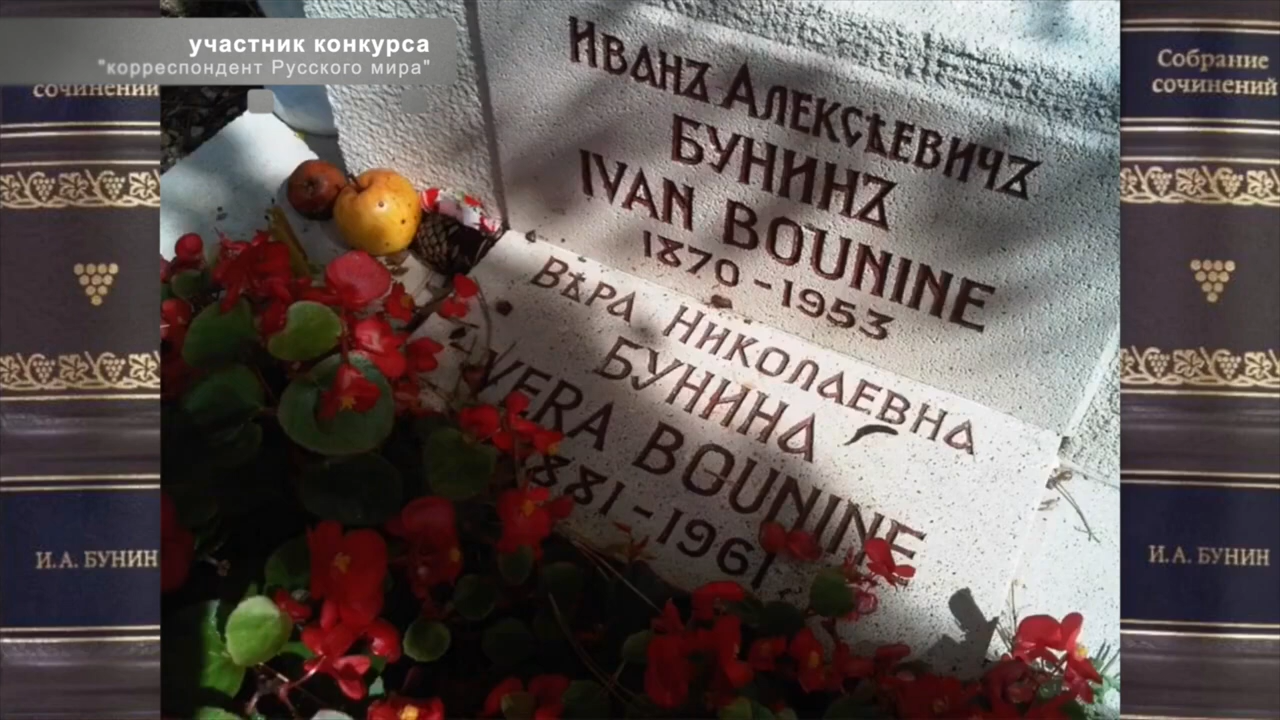 участник конкурса
"корреспондент Русского мира"
сочинений
И.А. БУНИН
Иванъ Алексѣевичъ
БУНИНЪ
IVAN BOUNINE
1870 - 1953
Вѣра Николаевна
БУНИНА
VERA BOUNINE
1881 - 1961
Собрание
сочинений
И.А. БУНИН